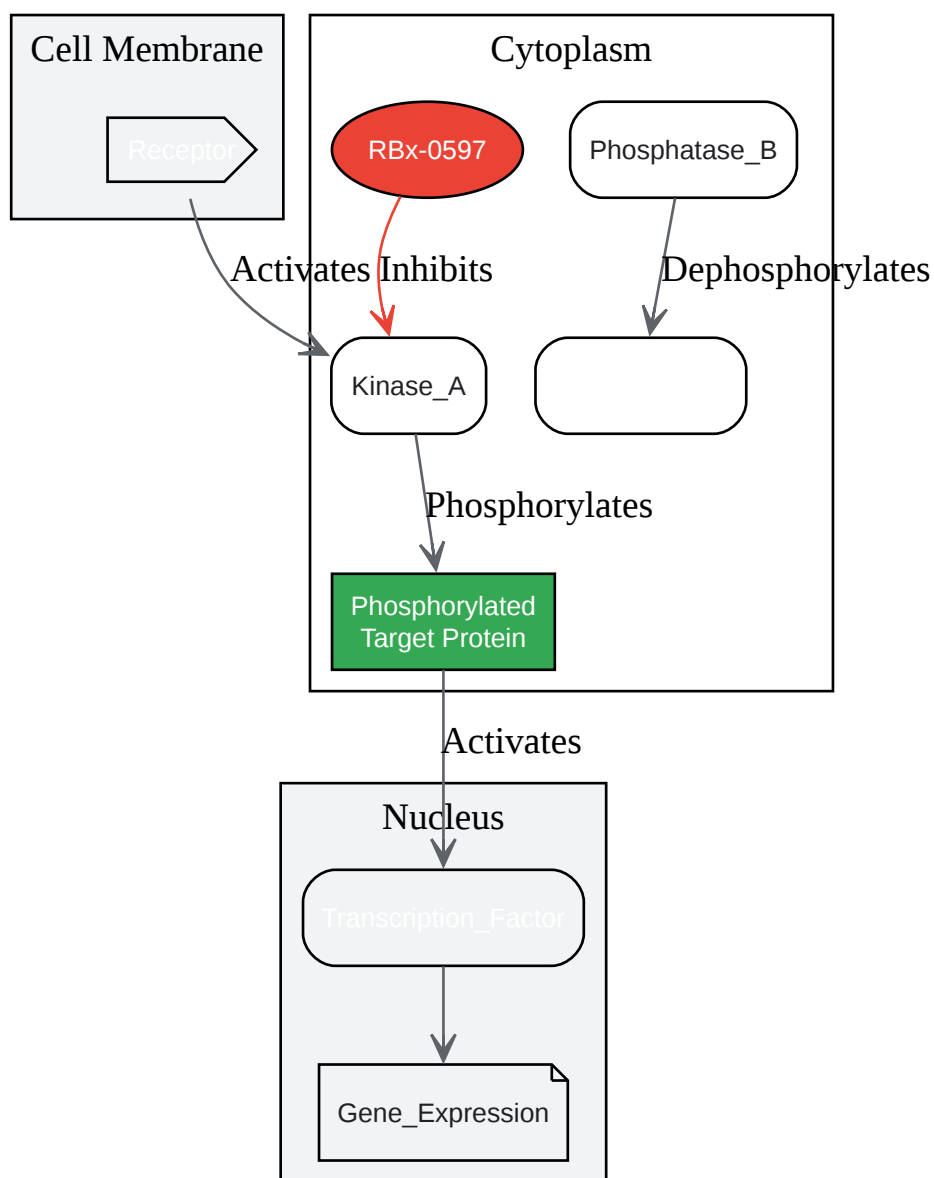 Cell Membrane
Cytoplasm
Receptor
RBx-0597
Phosphatase_B
Activates
Inhibits
Dephosphorylates
Kinase_A
Phosphorylates
Phosphorylated
Target Protein
Activates
Nucleus
Transcription_Factor
Gene_Expression